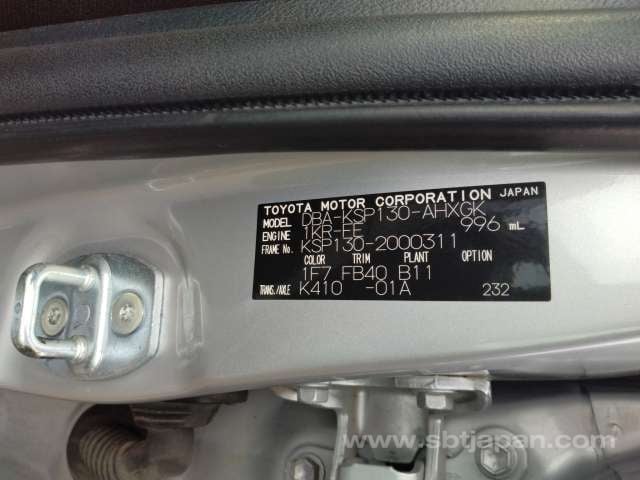 TOYOTA MOTOR CORPORATION JAPAN
MODEL DBA-KSP130-AHXGK
ENGINE 1KR-FE 996 mL
FRAME No. KSP130-2000311
COLOR TRIM PLANT OPTION
1F7 FB40 B11
TRANS./AXLE K410 -01A 232
www.sbtjapan.com